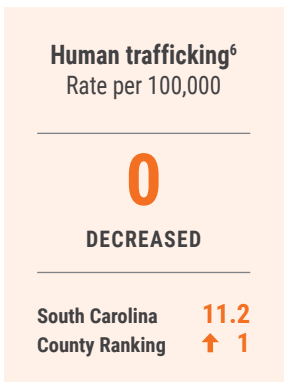 Human trafficking⁶
Rate per 100,000
0
DECREASED
South Carolina 11.2
County Ranking ↑ 1